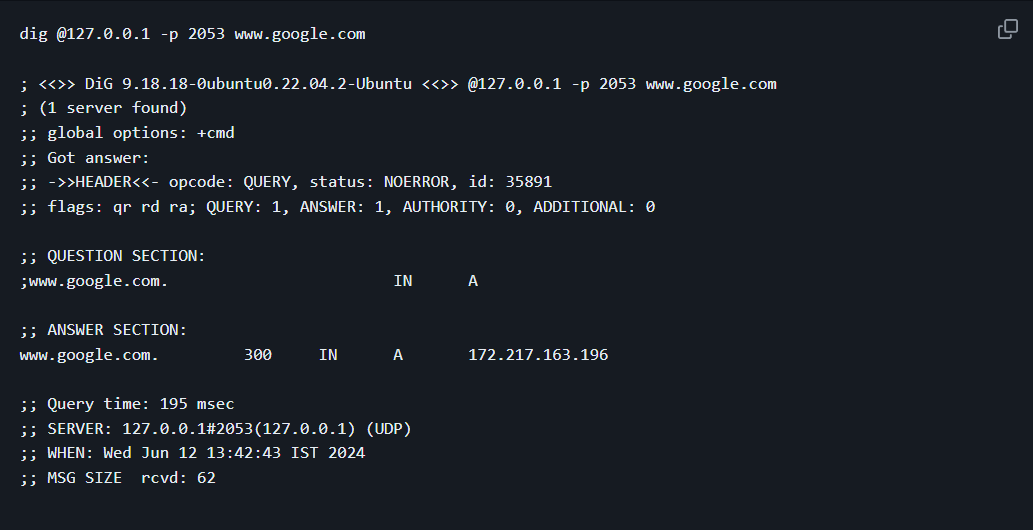 dig @127.0.0.1 -p 2053 www.google.com
; <<>> DiG 9.18.18-0ubuntu0.22.04.2-Ubuntu <<>> @127.0.0.1 -p 2053 www.google.com
; (1 server found)
;; global options: +cmd
;; Got answer:
;; ->>HEADER<<- opcode: QUERY, status: NOERROR, id: 35891
;; flags: qr rd ra; QUERY: 1, ANSWER: 1, AUTHORITY: 0, ADDITIONAL: 0
;; QUESTION SECTION:
;www.google.com. IN A
;; ANSWER SECTION:
www.google.com. 300 IN A 172.217.163.196
;; Query time: 195 msec
;; SERVER: 127.0.0.1#2053(127.0.0.1) (UDP)
;; WHEN: Wed Jun 12 13:42:43 IST 2024
;; MSG SIZE  rcvd: 62